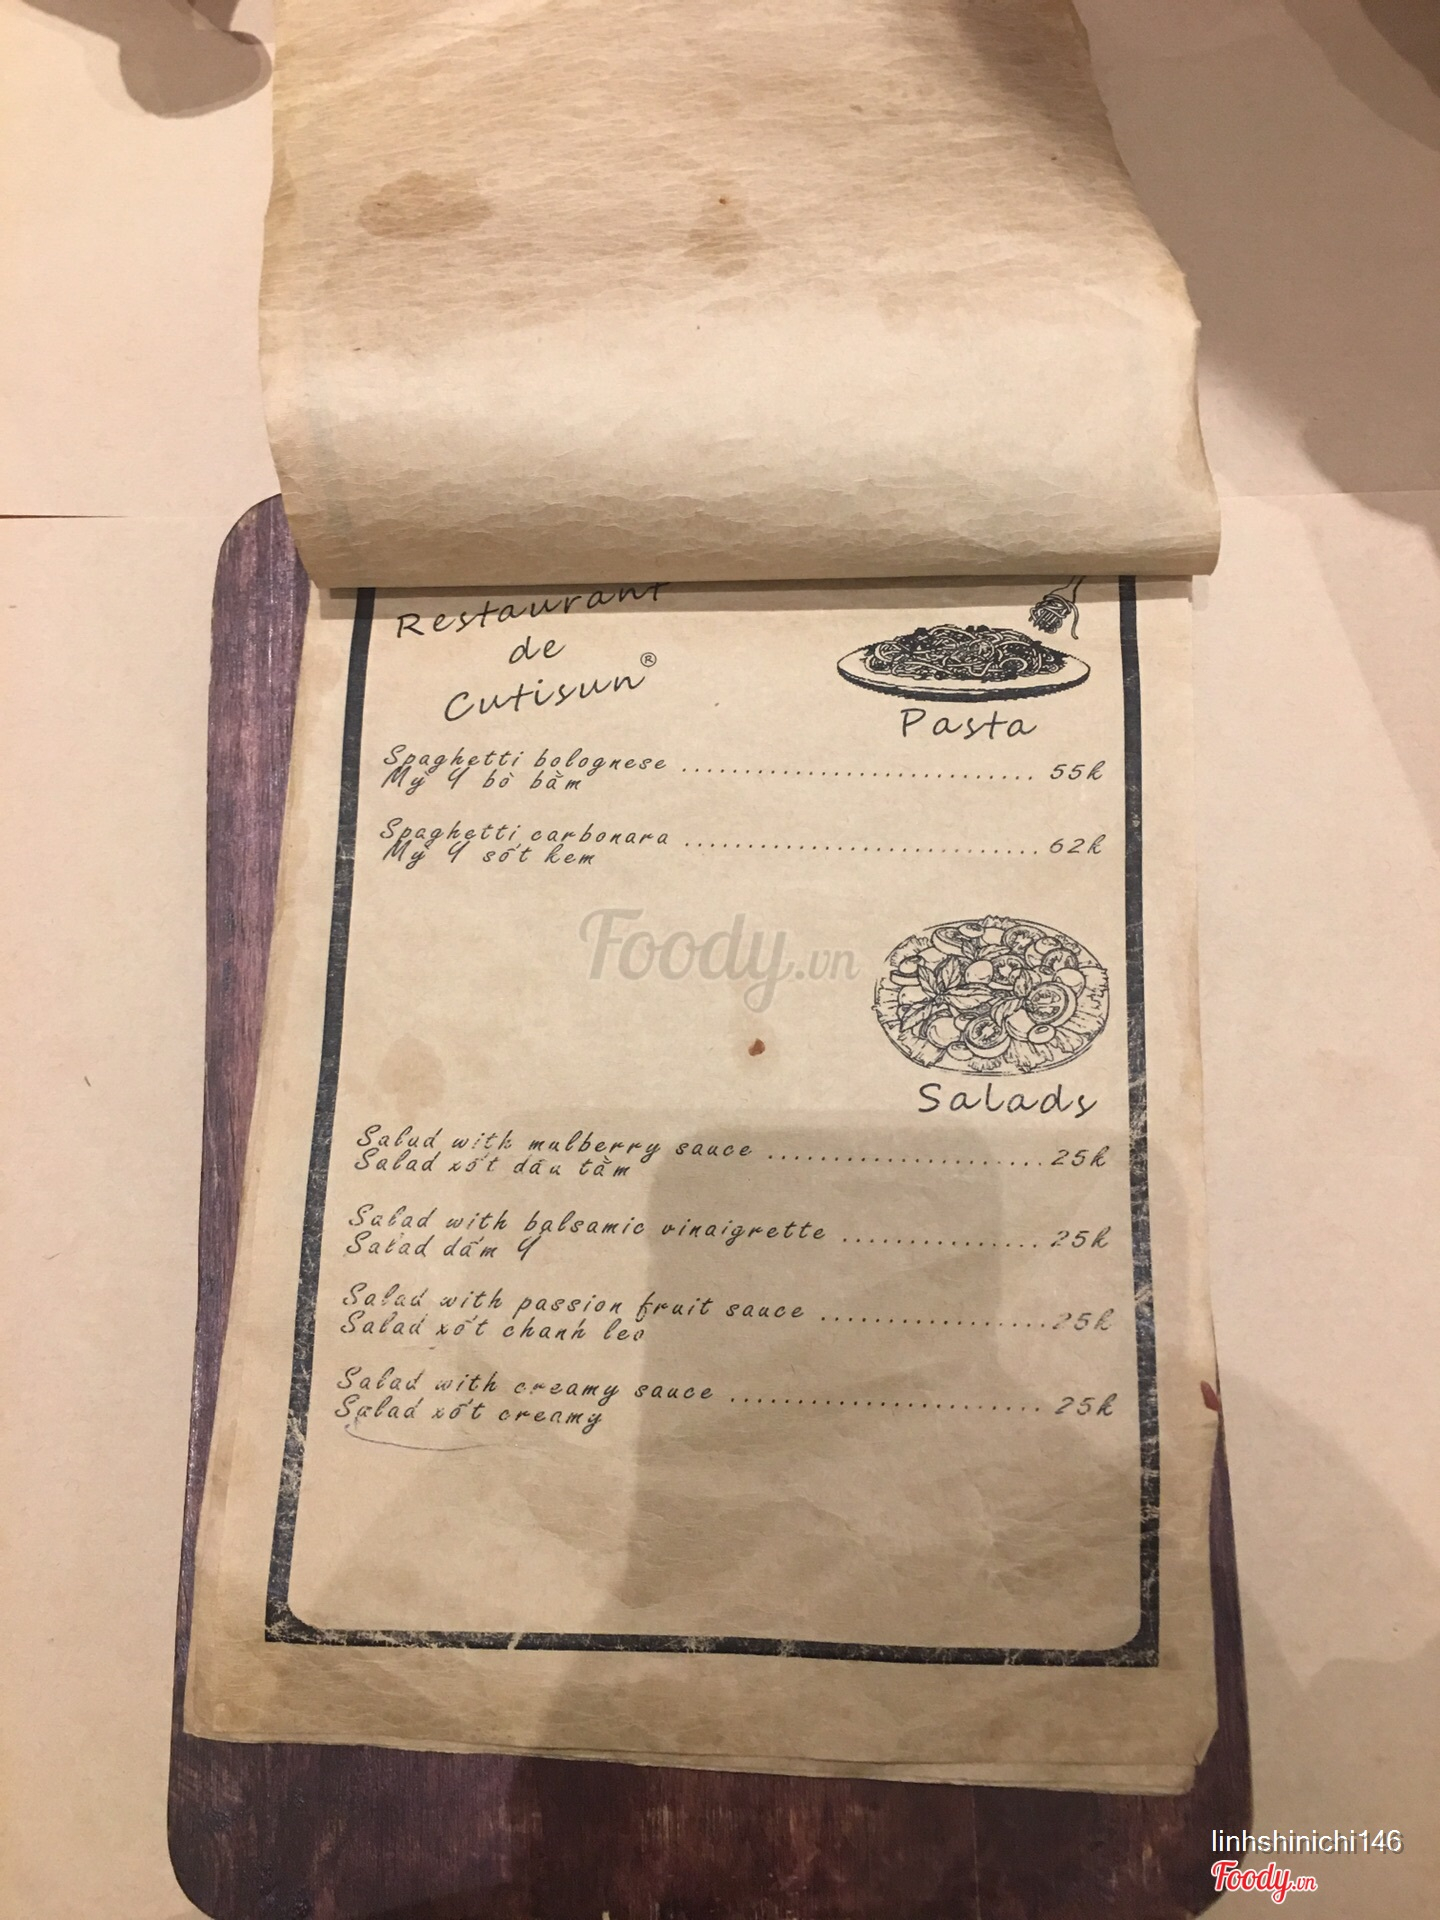 Restaurant
de
Cutisun®
Pasta
Spaghetti bolognese ............................ 55k
Mỳ Ý bò bằm
Spaghetti carbonara ............................ 62k
Mỳ Ý sốt kem
Foody.vn
Salads
Salad with mulberry sauce ...................... 25k
Salad xốt dâu tằm
Salad with balsamic vinaigrette ................ 25k
Salad dấm Ý
Salad with passion fruit sauce .................. 25k
Salad xốt chanh leo
Salad with creamy sauce ......................... 25k
Salad xốt creamy
linhshinichi146
Foody.vn